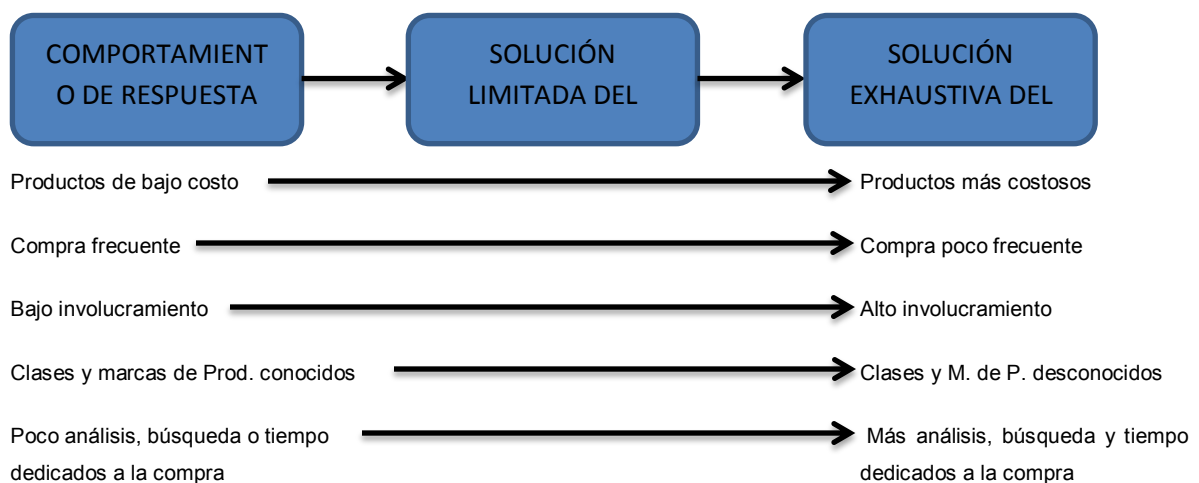 COMPORTAMIENT
O DE RESPUESTA
SOLUCIÓN
LIMITADA DEL
SOLUCIÓN
EXHAUSTIVA DEL
Productos de bajo costo
Productos más costosos
Compra frecuente
Compra poco frecuente
Bajo involucramiento
Alto involucramiento
Clases y marcas de Prod. conocidos
Clases y M. de P. desconocidos
Poco análisis, búsqueda o tiempo
dedicados a la compra
Más análisis, búsqueda y tiempo
dedicados a la compra